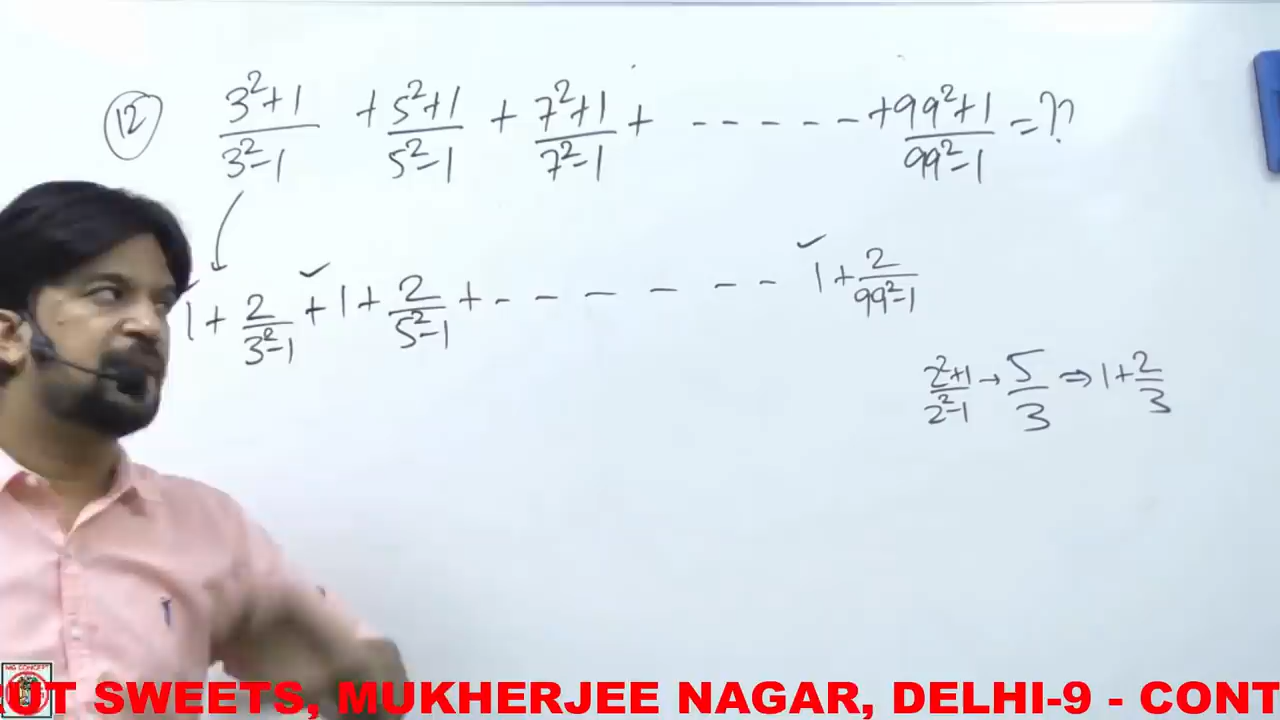 (12) (3²+1)/(3²-1) + (5²+1)/(5²-1) + (7²+1)/(7²-1) + ------ + (99²+1)/(99²-1) = ??
1 + 2/(3²-1) + 1 + 2/(5²-1) + ------- 1 + 2/(99²-1)
(2²+1)/(2²-1) → 5/3 ⇒ 1 + 2/3
SWEETS, MUKHERJEE NAGAR, DELHI-9 - CONT